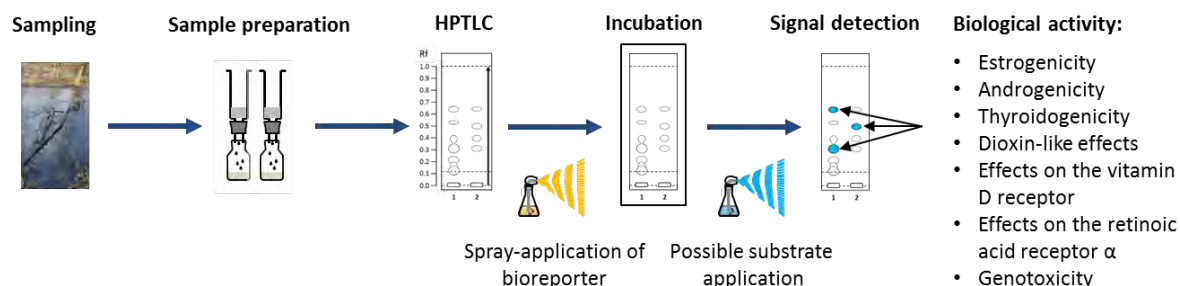 Sampling
Sample preparation
HPTLC
Incubation
Signal detection
Biological activity:
Rf
1.0
0.9
0.8
0.7
0.6
0.5
0.4
0.3
0.2
0.1
0.0
1 2
1 2
1 2
• Estrogenicity
• Androgenicity
• Thyroidogenicity
• Dioxin-like effects
• Effects on the vitamin
D receptor
• Effects on the retinoic
acid receptor α
• Genotoxicity
Spray-application of
bioreporter
Possible substrate
application